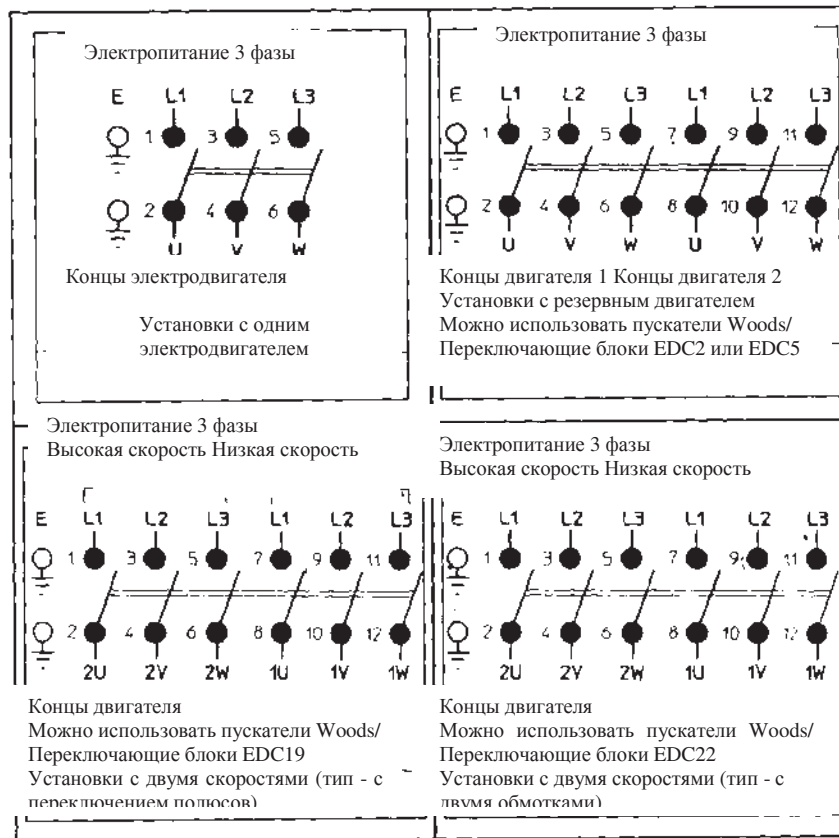 Электропитание 3 фазы
E L1 L2 L3
1 3 5
2 4 6
U V W
Концы электродвигателя
Установки с одним
электродвигателем
Электропитание 3 фазы
E L1 L2 L3 L1 L2 L3
1 3 5 7 9 11
2 4 6 8 10 12
U V W U V W
Концы двигателя 1 Концы двигателя 2
Установки с резервным двигателем
Можно использовать пускатели Woods/
Переключающие блоки EDC2 или EDC5
Электропитание 3 фазы
Высокая скорость Низкая скорость
E L1 L2 L3 L1 L2 L3
1 3 5 7 9 11
2 4 6 8 10 12
2U 2V 2W 1U 1V 1W
Концы двигателя
Можно использовать пускатели Woods/
Переключающие блоки EDC19
Установки с двумя скоростями (тип - с
переключением полюсов)
Электропитание 3 фазы
Высокая скорость Низкая скорость
E L1 L2 L3 L1 L2 L3
1 3 5 7 9 11
2 4 6 8 10 12
2U 2V 2W 1U 1V 1W
Концы двигателя
Можно использовать пускатели Woods/
Переключающие блоки EDC22
Установки с двумя скоростями (тип - с
двумя обмотками)